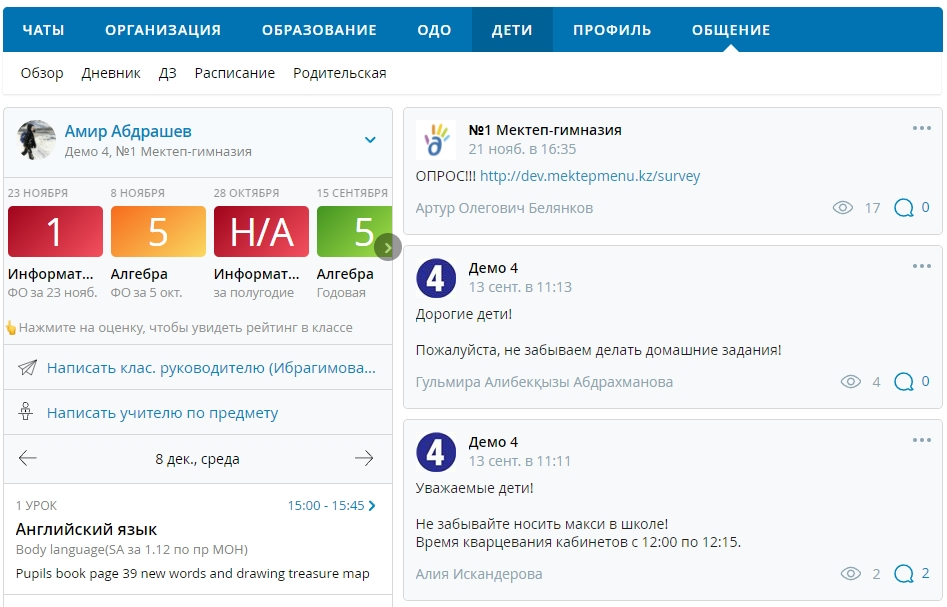 ЧАТЫ ОРГАНИЗАЦИЯ ОБРАЗОВАНИЕ ОДО ДЕТИ ПРОФИЛЬ ОБЩЕНИЕ
Обзор Дневник ДЗ Расписание Родительская
Амир Абдрашев
Демо 4, №1 Мектеп-гимназия
23 НОЯБРЯ 8 НОЯБРЯ 28 ОКТЯБРЯ 15 СЕНТЯБРЯ
1 5 Н/А 5
Информат... Алгебра Информат... Алгебра
ФО за 23 нояб. ФО за 5 окт. за полугодие Годовая
Нажмите на оценку, чтобы увидеть рейтинг в классе
Написать клас. руководителю (Ибрагимова...
Написать учителю по предмету
8 дек., среда
1 УРОК 15:00 - 15:45
Английский язык
Body language(SA за 1.12 по пр МОН)
Pupils book page 39 new words and drawing treasure map
№1 Мектеп-гимназия
21 нояб. в 16:35
ОПРОС!!! http://dev.mektepmenu.kz/survey
Артур Олегович Белянков 17 0
4 Демо 4
13 сент. в 11:13
Дорогие дети!
Пожалуйста, не забываем делать домашние задания!
Гульмира Алибекқызы Абдрахманова 4 0
4 Демо 4
13 сент. в 11:11
Уважаемые дети!
Не забывайте носить макси в школе!
Время кварцевания кабинетов с 12:00 по 12:15.
Алия Искандерова 2 2